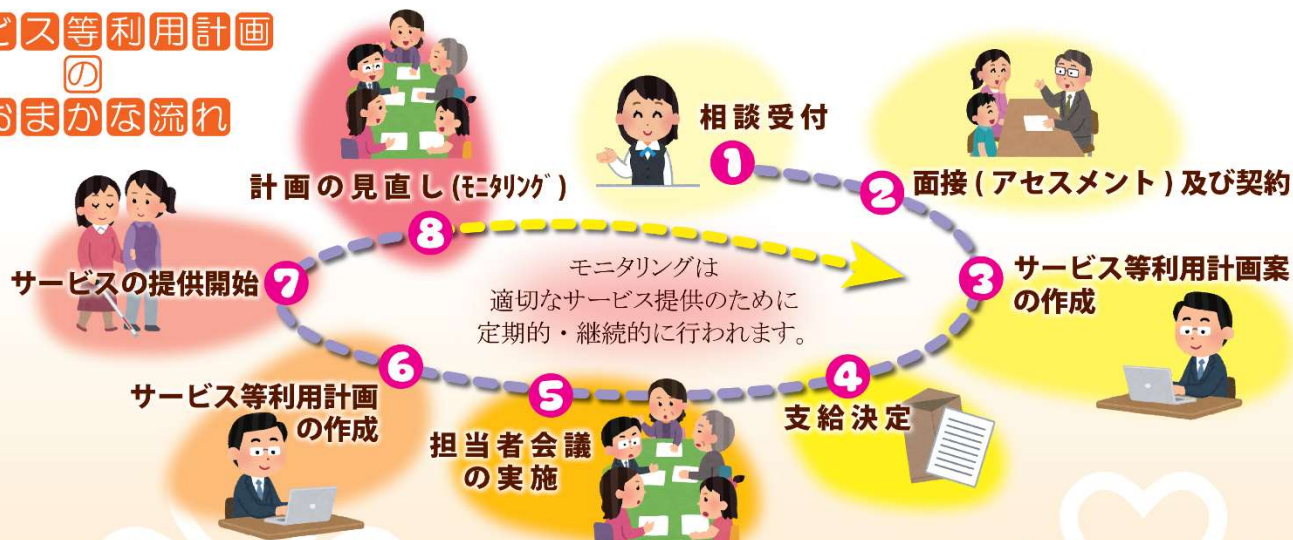 ビス等利用計画
の
おまかな流れ
1 相談受付
2 面接(アセスメント)及び契約
3 サービス等利用計画案
の作成
4 支給決定
5 担当者会議
の実施
6 サービス等利用計画
の作成
7 サービスの提供開始
8 計画の見直し(ﾓﾆﾀﾘﾝｸﾞ)
モニタリングは
適切なサービス提供のために
定期的・継続的に行われます。